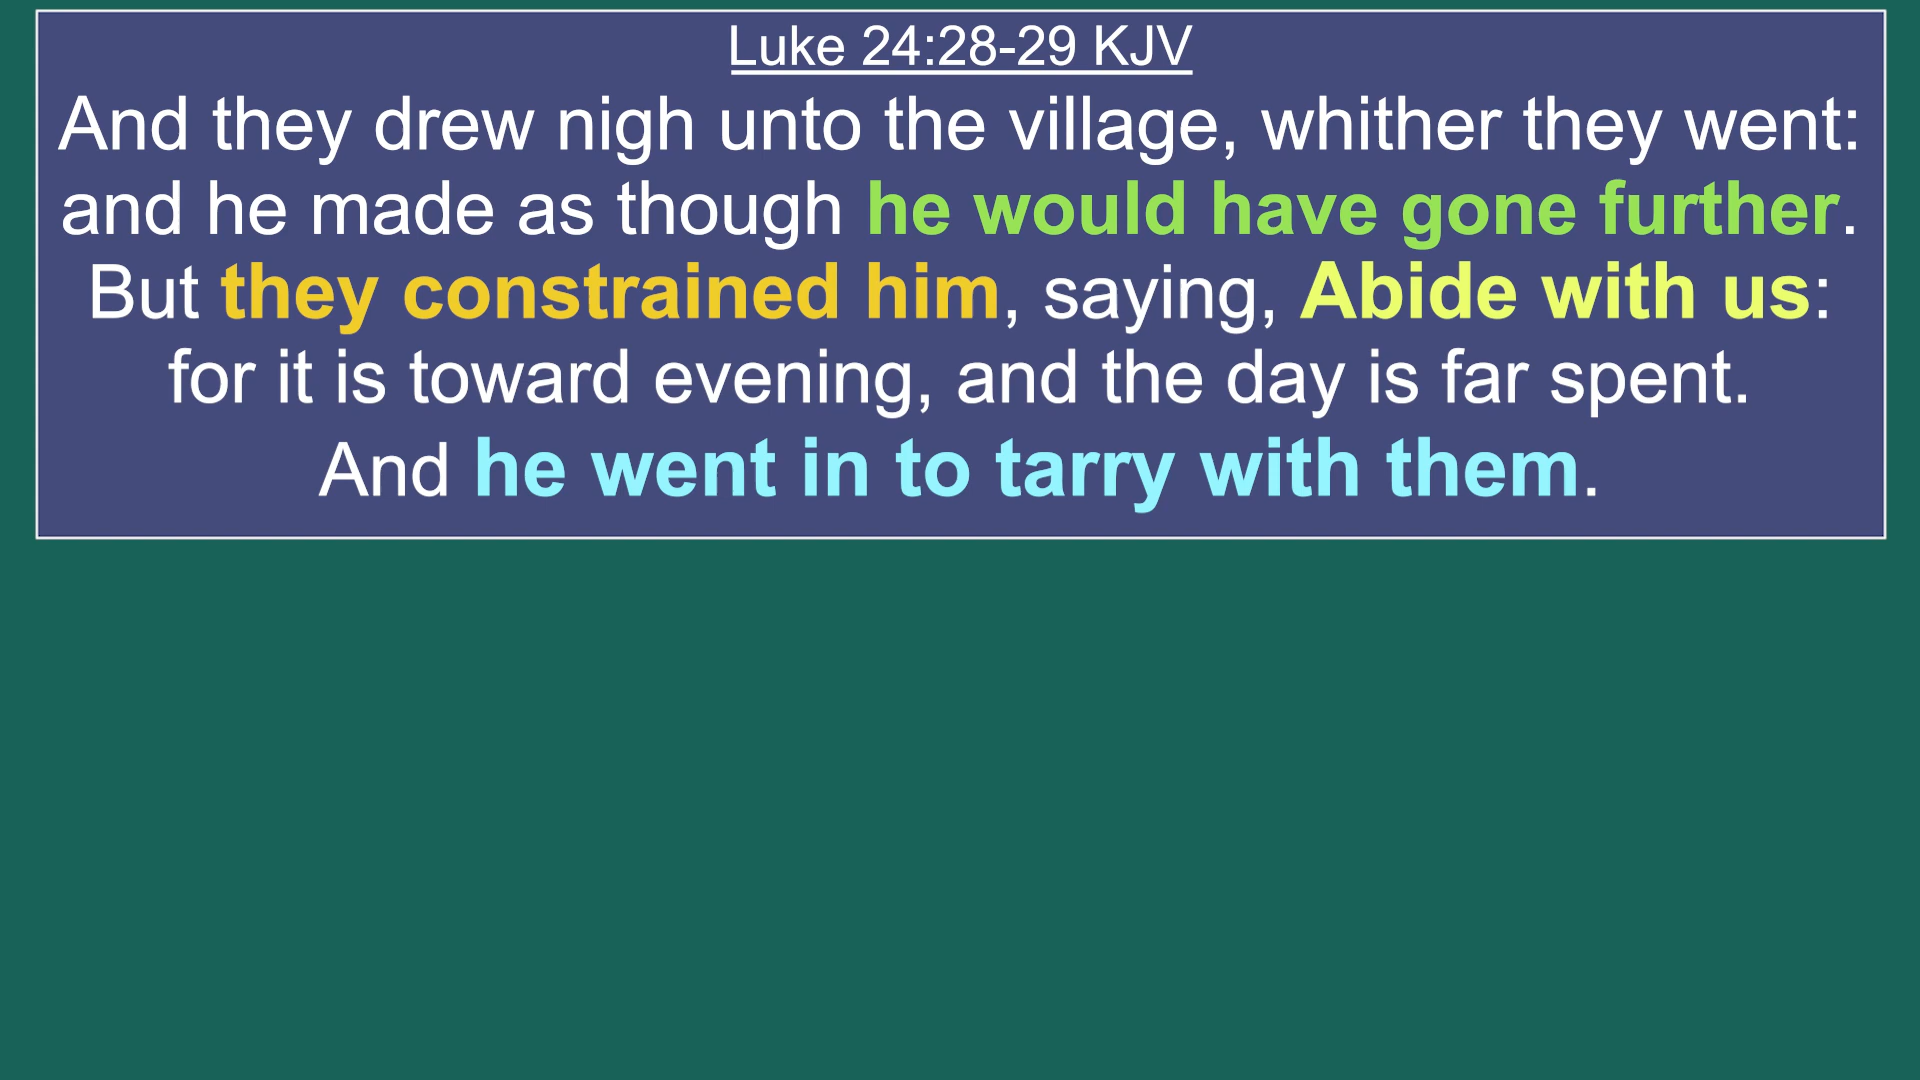 Luke 24:28-29 KJV
And they drew nigh unto the village, whither they went:
and he made as though he would have gone further.
But they constrained him, saying, Abide with us:
for it is toward evening, and the day is far spent.
And he went in to tarry with them.